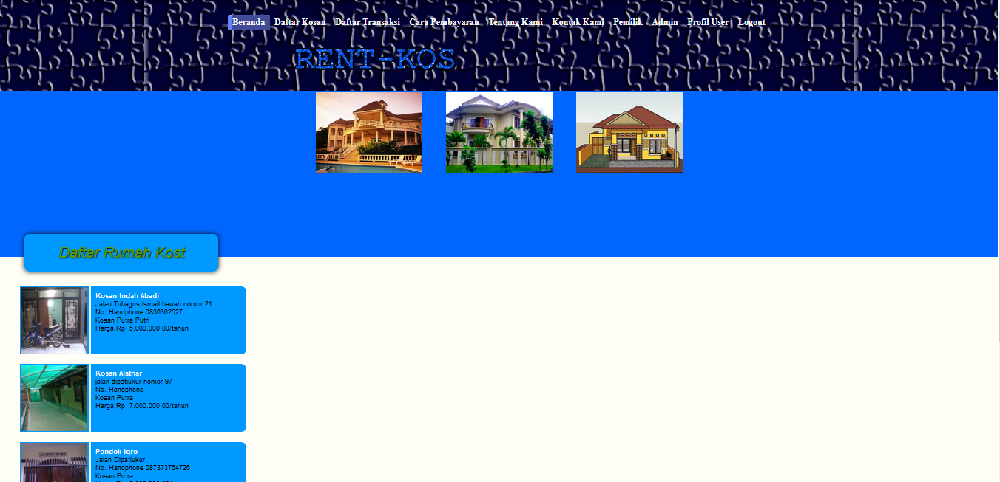 Beranda Daftar Kosan Daftar Transaksi Cara Pembayaran Tentang Kami Kontak Kami Pemilik Admin Profil User Logout
RENT-KOS
Daftar Rumah Kost
Kosan Indah Abadi
Jalan Tubagus ismail bawah nomor 21
No. Handphone 0836362527
Kosan Putra Putri
Harga Rp. 5.000.000,00/tahun
Kosan Alathar
jalan dipatiukur nomor 97
No. Handphone
Kosan Putra
Harga Rp. 7.000.000,00/tahun
Pondok Iqro
Jalan Dipatiukur
No. Handphone 087373764726
Kosan Putra